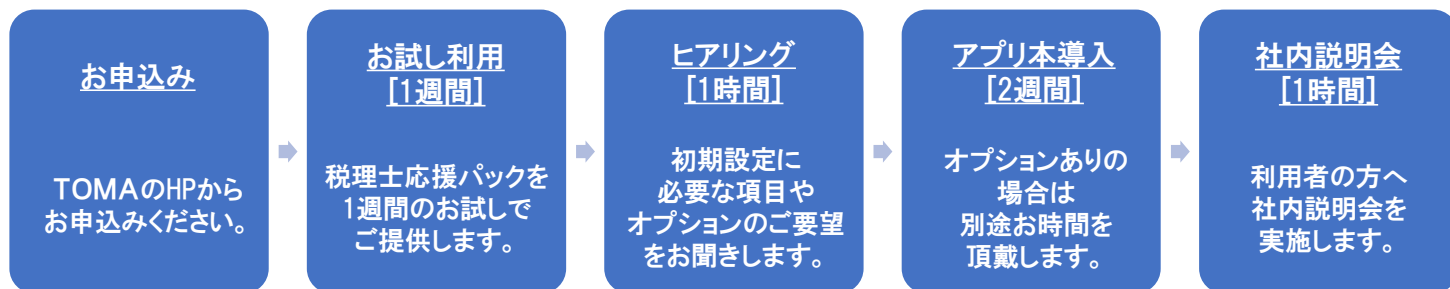 お申込み
TOMAのHPから
お申込みください。
お試し利用
[1週間]
税理士応援パックを
1週間のお試しで
ご提供します。
ヒアリング
[1時間]
初期設定に
必要な項目や
オプションのご要望
をお聞きします。
アプリ本導入
[2週間]
オプションありの
場合は
別途お時間を
頂戴します。
社内説明会
[1時間]
利用者の方へ
社内説明会を
実施します。